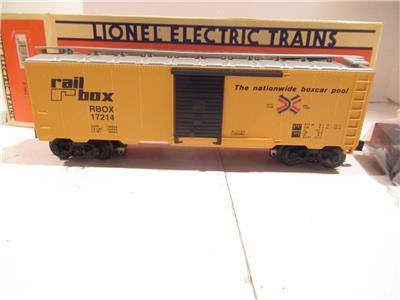 LIONEL ELECTRIC TRAINS
rail
box
RBOX
17214
The nationwide boxcar pool